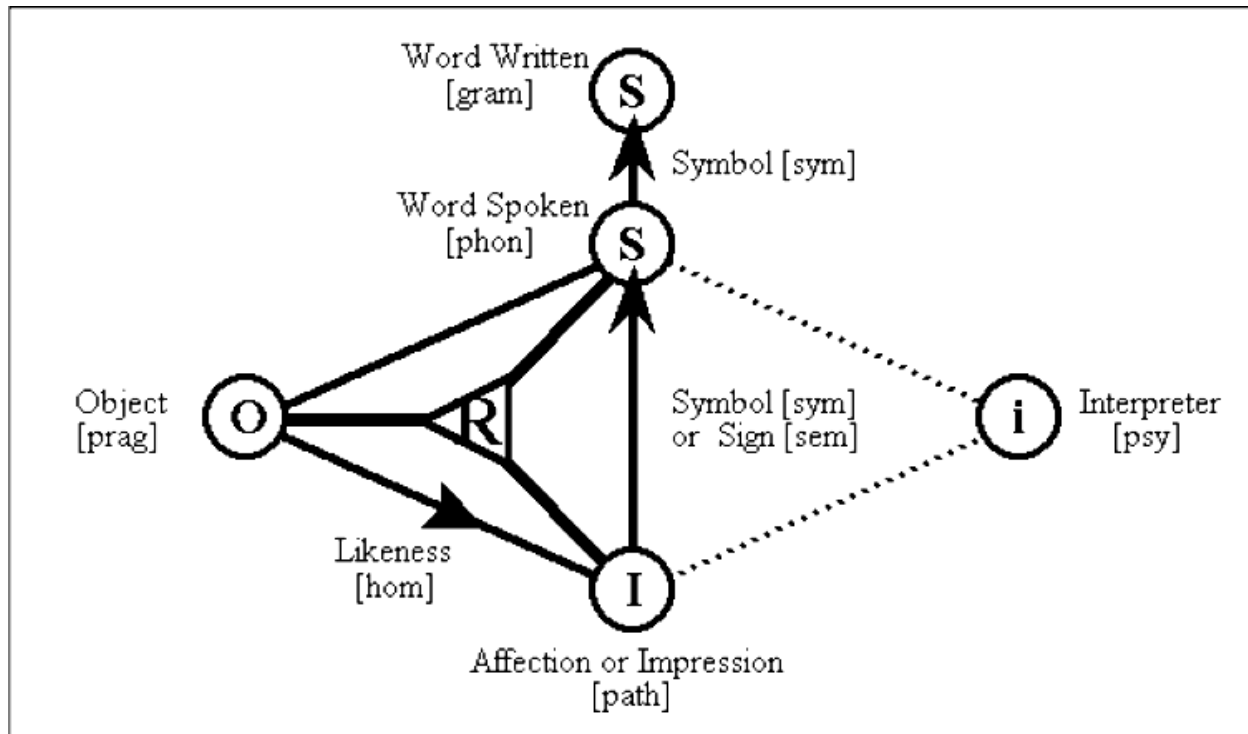 Word Written
[gram]
S
Symbol [sym]
Word Spoken
[phon]
S
Object
[prag]
O
R
Symbol [sym]
or Sign [sem]
i
Interpreter
[psy]
Likeness
[hom]
I
Affection or Impression
[path]